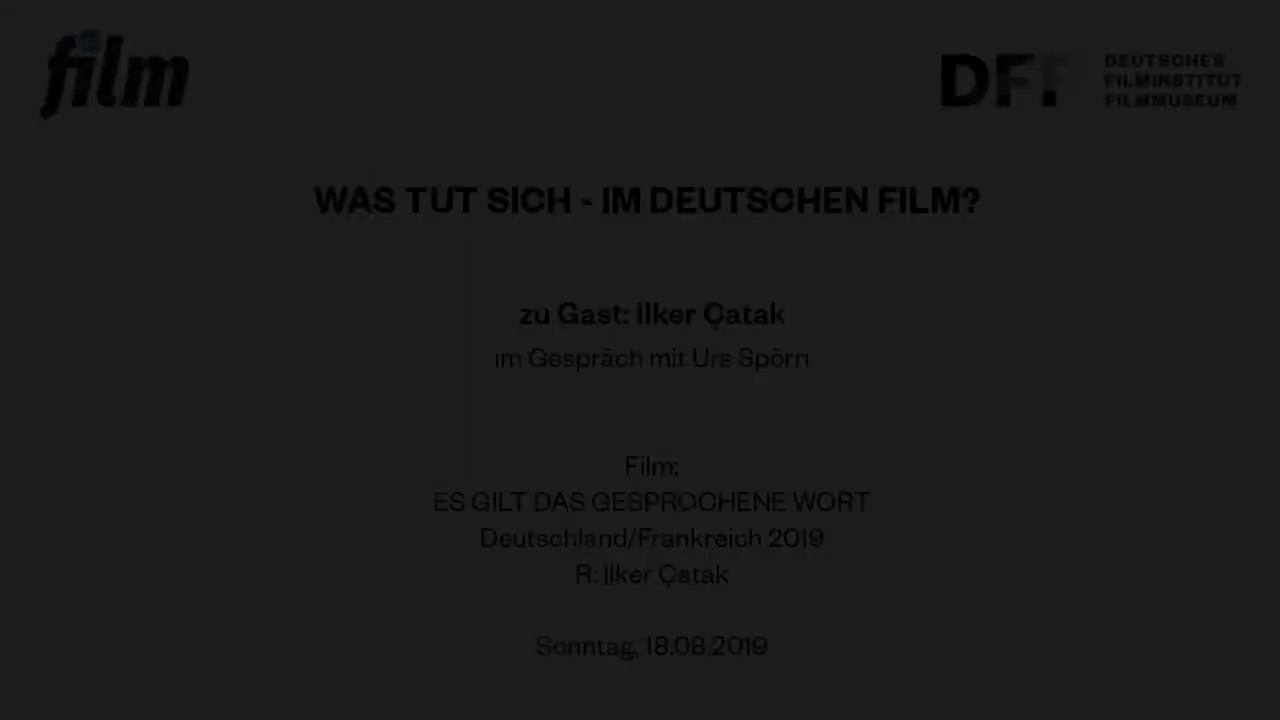 film
DFF
DEUTSCHES
FILMINSTITUT
FILMMUSEUM
WAS TUT SICH - IM DEUTSCHEN FILM?
zu Gast: Ilker Çatak
im Gespräch mit Urs Spörri
Film:
ES GILT DAS GESPROCHENE WORT
Deutschland/Frankreich 2019
R: Ilker Çatak
Sonntag, 18.08.2019